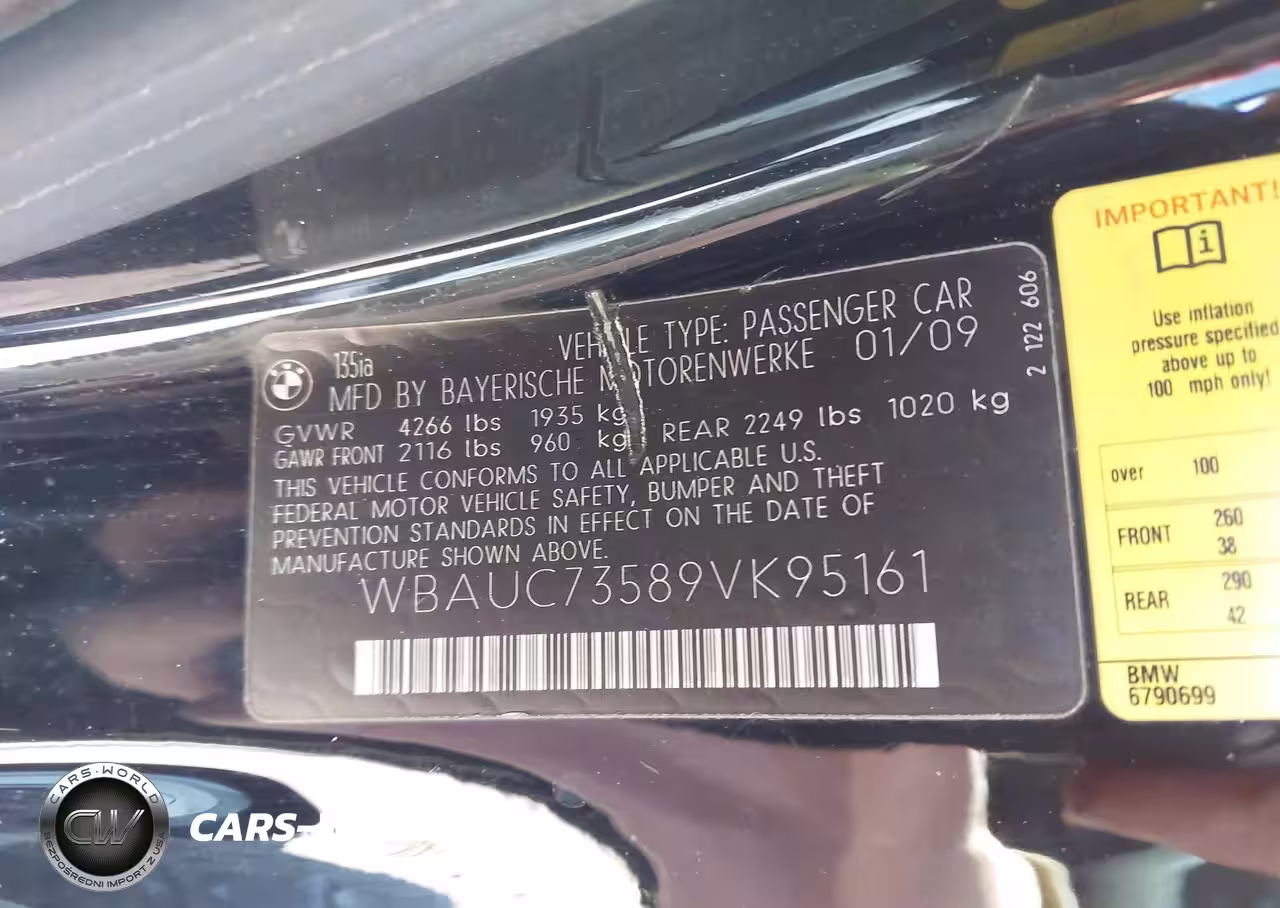 135ia
VEHICLE TYPE: PASSENGER CAR
MFD BY BAYERISCHE MOTORENWERKE 01/09
GVWR 4266 lbs 1935 kg
GAWR FRONT 2116 lbs 960 kg REAR 2249 lbs 1020 kg
THIS VEHICLE CONFORMS TO ALL APPLICABLE U.S.
FEDERAL MOTOR VEHICLE SAFETY, BUMPER AND THEFT
PREVENTION STANDARDS IN EFFECT ON THE DATE OF
MANUFACTURE SHOWN ABOVE.
WBAUC73589VK95161
2 122 606
IMPORTANT!
Use inflation
pressure specified
above up to
100 mph only!
over 100
FRONT 260
38
REAR 290
42
BMW
6790699
CARS-WORLD
CW
BEZPOŚREDNI IMPORT Z USA
CARS-